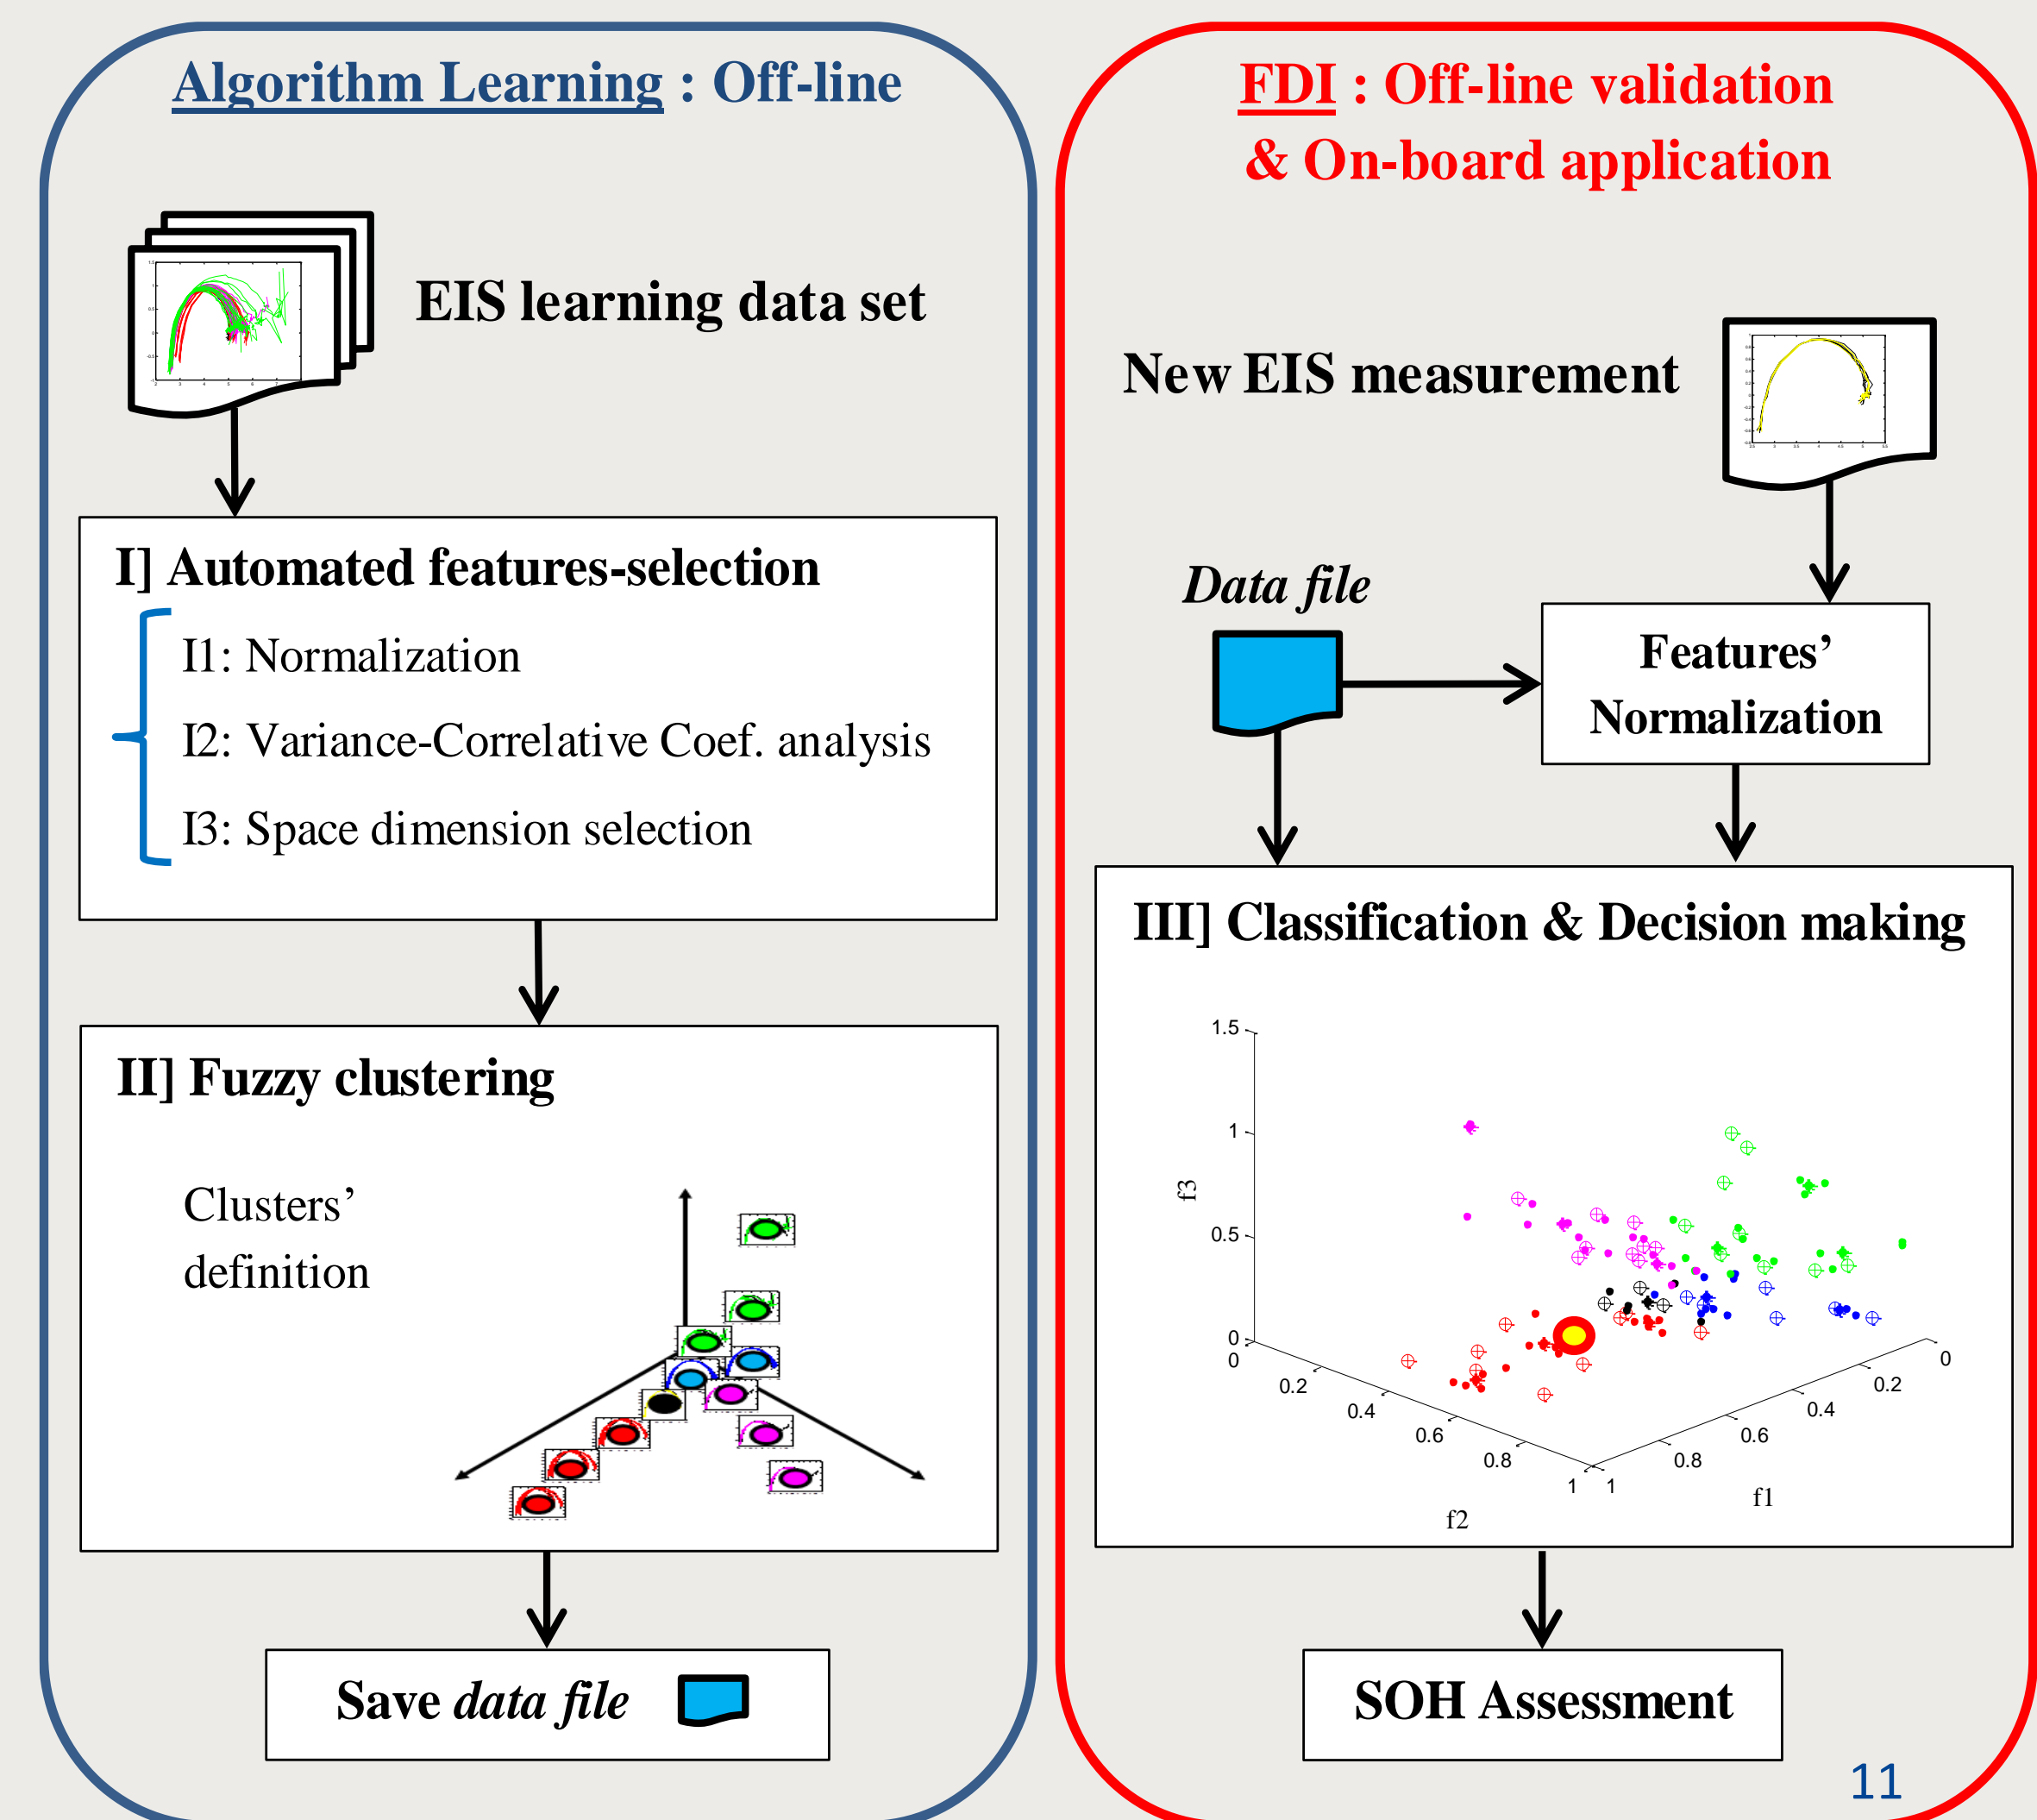 Algorithm Learning : Off-line
EIS learning data set
I] Automated features-selection
I1: Normalization
I2: Variance-Correlative Coef. analysis
I3: Space dimension selection
II] Fuzzy clustering
Clusters’
definition
Save data file
FDI : Off-line validation
& On-board application
New EIS measurement
Data file
Features’
Normalization
III] Classification & Decision making
1.5
1
0.5
0
f3
0
0.2
0.4
0.6
0.8
1
f2
1
0.8
0.6
0.4
0.2
0
f1
SOH Assessment
11